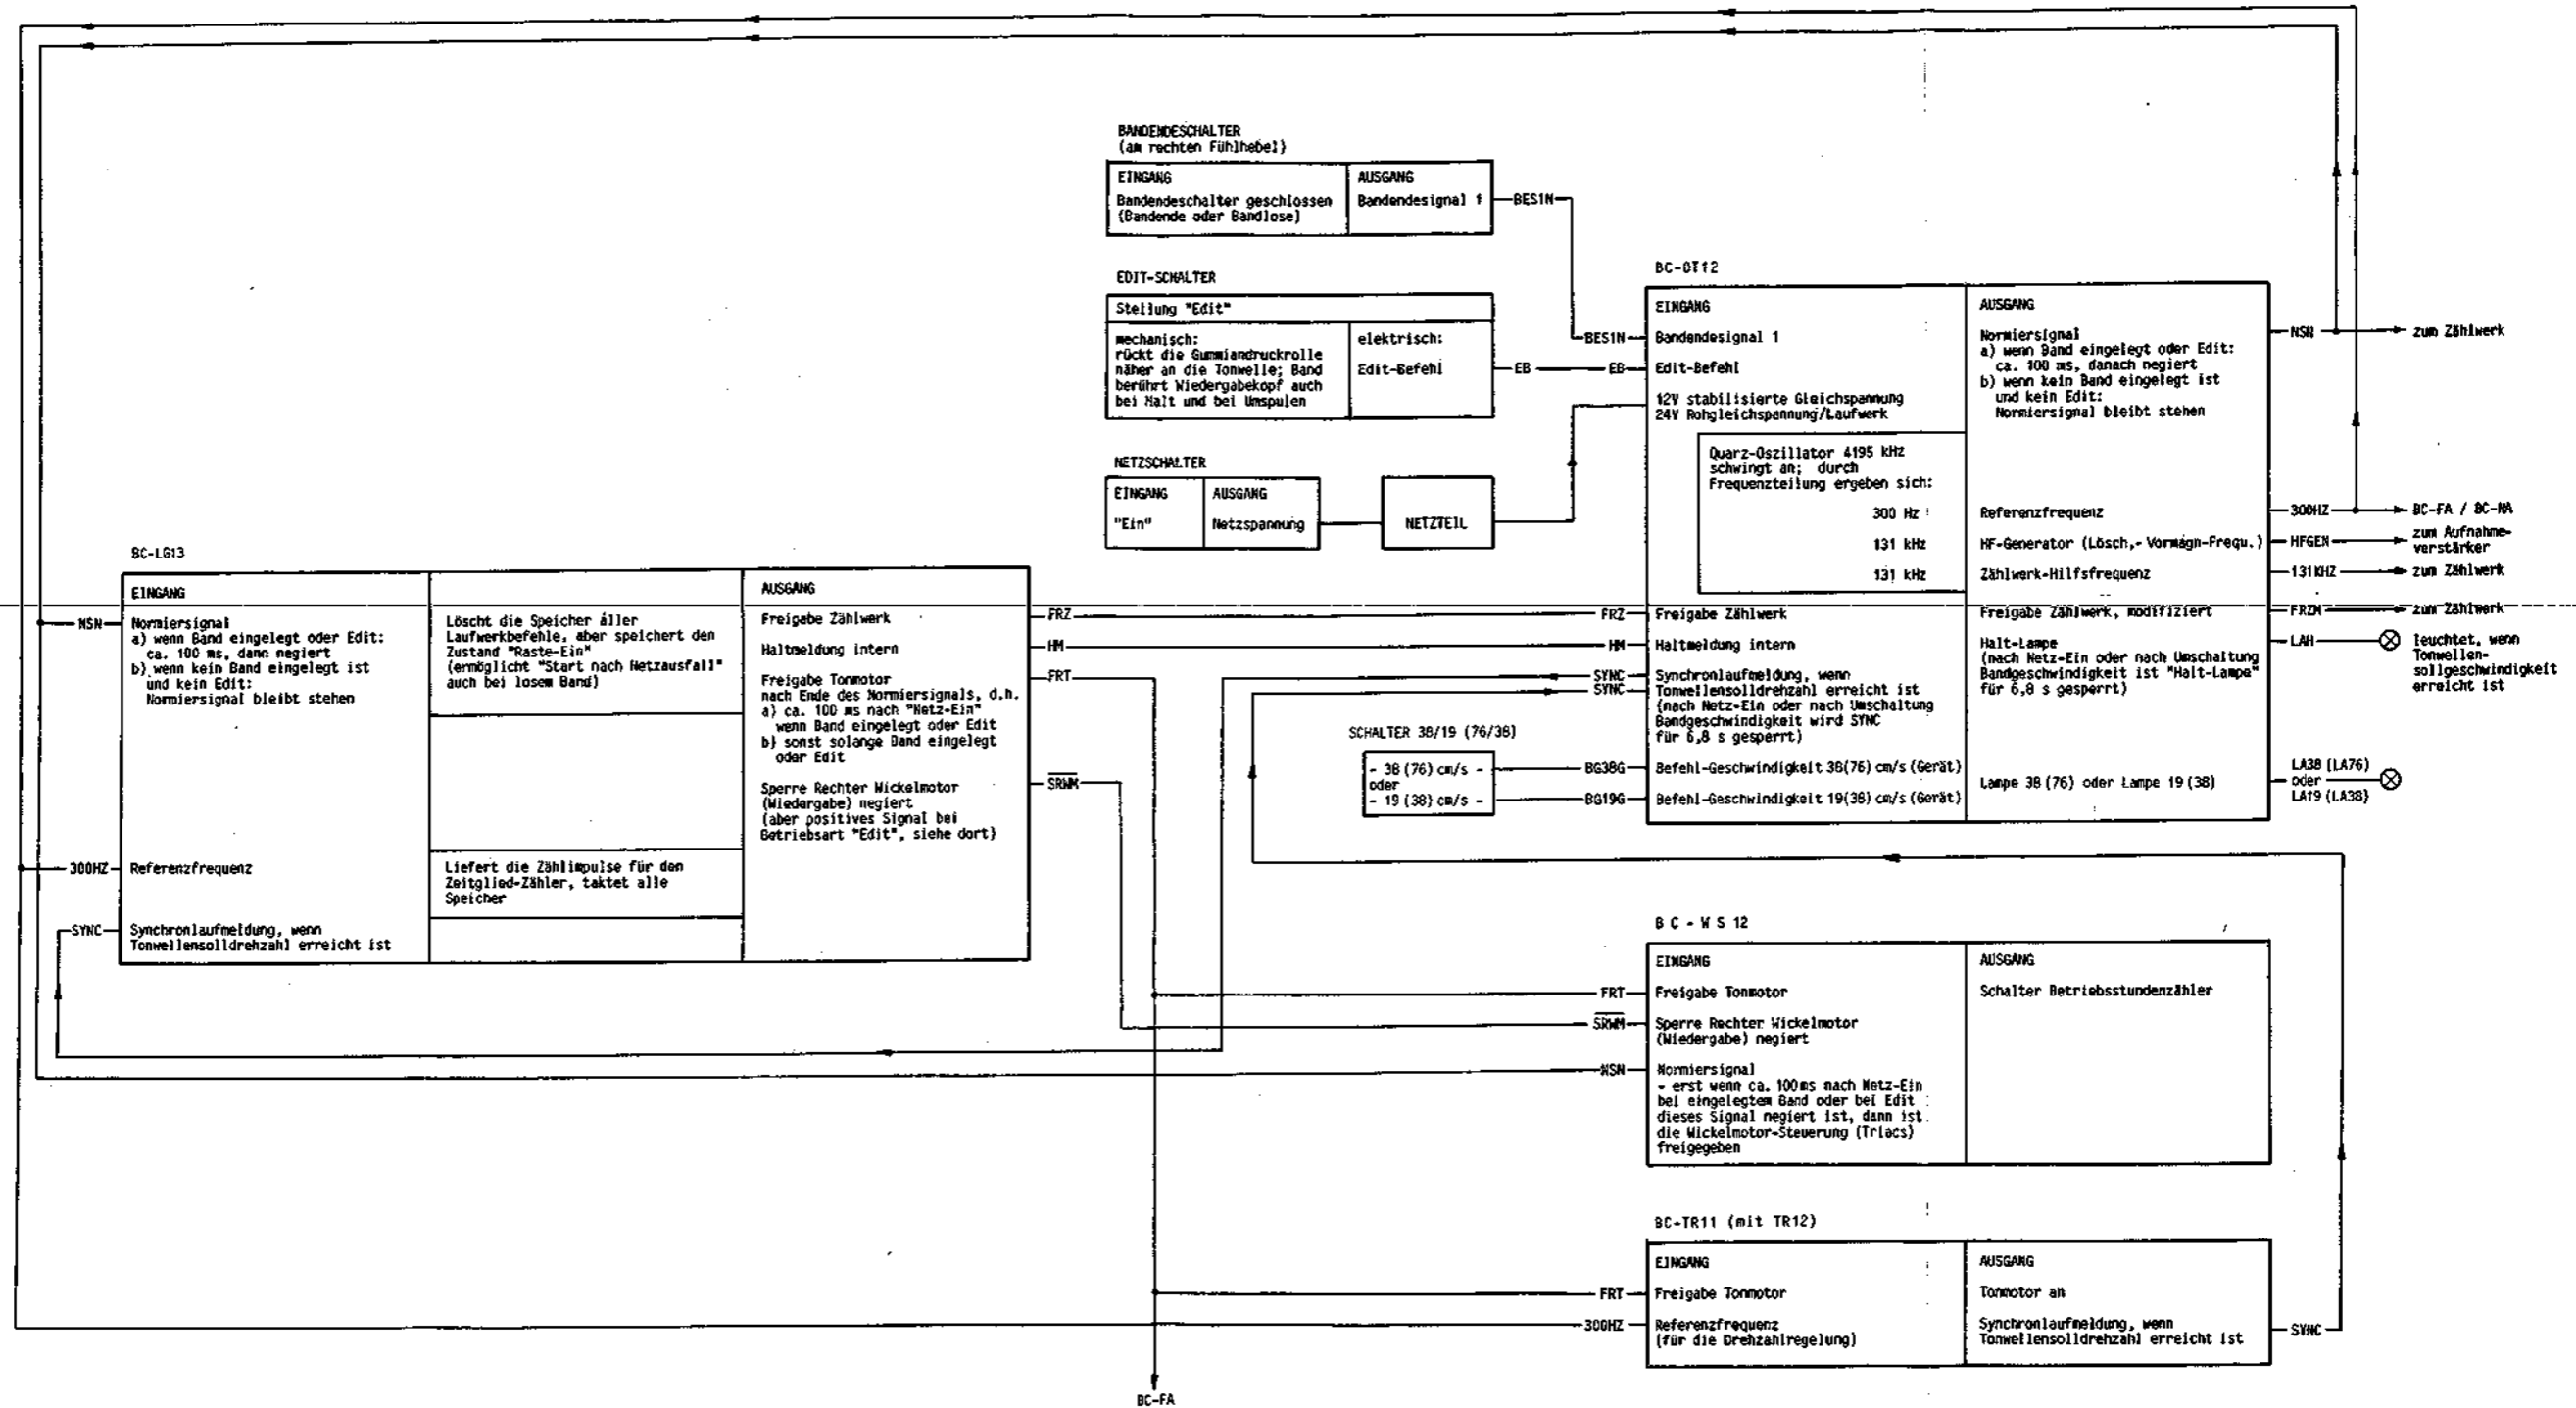 BANDENDESCHALTER
(am rechten Fühlhebel)
EINGANG
Bandendeschalter geschlossen
(Bandende oder Bandlose)
AUSGANG
Bandendesignal 1
BES1N
EDIT-SCHALTER
Stellung "Edit"
mechanisch:
rückt die Gummiandruckrolle
näher an die Tonwelle; Band
berührt Wiedergabekopf auch
bei Halt und bei Umspulen
elektrisch:
Edit-Befehl
EB
NETZSCHALTER
EINGANG
"Ein"
AUSGANG
Netzspannung
NETZTEIL
BC-LG13
EINGANG
NSN
Normiersignal
a) wenn Band eingelegt oder Edit:
ca. 100 ms, dann negiert
b) wenn kein Band eingelegt ist
und kein Edit:
Normiersignal bleibt stehen
300HZ
Referenzfrequenz
SYNC
Synchronlaufmeldung, wenn
Tonwellensolldrehzahl erreicht ist
Löscht die Speicher aller
Laufwerkbefehle, aber speichert den
Zustand "Raste-Ein"
(ermöglicht "Start nach Netzausfall"
auch bei losem Band)
Liefert die Zählimpulse für den
Zeitglied-Zähler, taktet alle
Speicher
AUSGANG
Freigabe Zählwerk
Haltmeldung intern
Freigabe Tonmotor
nach Ende des Normiersignals, d.h.
a) ca. 100 ms nach "Netz-Ein"
wenn Band eingelegt oder Edit
b) sonst solange Band eingelegt
oder Edit
Sperre Rechter Wickelmotor
(Wiedergabe) negiert
(aber positives Signal bei
Betriebsart "Edit", siehe dort)
FRZ
HM
FRT
SRWM
BC-OT12
EINGANG
BES1N
Bandendesignal 1
EB
Edit-Befehl
12V stabilisierte Gleichspannung
24V Rohgleichspannung/Laufwerk
Quarz-Oszillator 4195 kHz
schwingt an; durch
Frequenzteilung ergeben sich:
300 Hz
131 kHz
131 kHz
FRZ
Freigabe Zählwerk
HM
Haltmeldung intern
SYNC
Synchronlaufmeldung, wenn
SYNC
Tonwellensolldrehzahl erreicht ist
(nach Netz-Ein oder nach Umschaltung
Bandgeschwindigkeit wird SYNC
für 6,8 s gesperrt)
SCHALTER 38/19 (76/38)
- 38 (76) cm/s -
oder
- 19 (38) cm/s -
BG38G
Befehl-Geschwindigkeit 38(76) cm/s (Gerät)
BG19G
Befehl-Geschwindigkeit 19(38) cm/s (Gerät)
AUSGANG
Normiersignal
a) wenn Band eingelegt oder Edit:
ca. 100 ms, danach negiert
b) wenn kein Band eingelegt ist
und kein Edit:
Normiersignal bleibt stehen
Referenzfrequenz
HF-Generator (Lösch,- Vormagn-Frequ.)
Zählwerk-Hilfsfrequenz
Freigabe Zählwerk, modifiziert
Halt-Lampe
(nach Netz-Ein oder nach Umschaltung
Bandgeschwindigkeit ist "Halt-Lampe"
für 6,8 s gesperrt)
Lampe 38 (76) oder Lampe 19 (38)
NSN
zum Zählwerk
300HZ
BC-FA / BC-NA
HFGEN
zum Aufnahme-
verstärker
131KHZ
zum Zählwerk
FRZM
zum Zählwerk
LAH
leuchtet, wenn
Tonwellen-
sollgeschwindigkeit
erreicht ist
LA38 (LA76)
oder
LA19 (LA38)
BC-WS12
EINGANG
FRT
Freigabe Tonmotor
SRWM
Sperre Rechter Wickelmotor
(Wiedergabe) negiert
NSN
Normiersignal
- erst wenn ca. 100ms nach Netz-Ein
bei eingelegtem Band oder bei Edit
dieses Signal negiert ist, dann ist
die Wickelmotor-Steuerung (Triacs)
freigegeben
AUSGANG
Schalter Betriebsstundenzähler
BC-TR11 (mit TR12)
EINGANG
FRT
Freigabe Tonmotor
300HZ
Referenzfrequenz
(für die Drehzahlregelung)
AUSGANG
Tonmotor an
Synchronlaufmeldung, wenn
Tonwellensolldrehzahl erreicht ist
SYNC
BC-FA